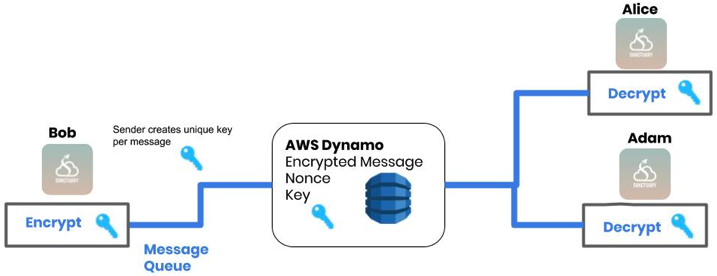 Alice
SANCTUARY
Decrypt
Bob
Sender creates unique key
per message
SANCTUARY
Encrypt
Message
Queue
AWS Dynamo
Encrypted Message
Nonce
Key
Adam
SANCTUARY
Decrypt